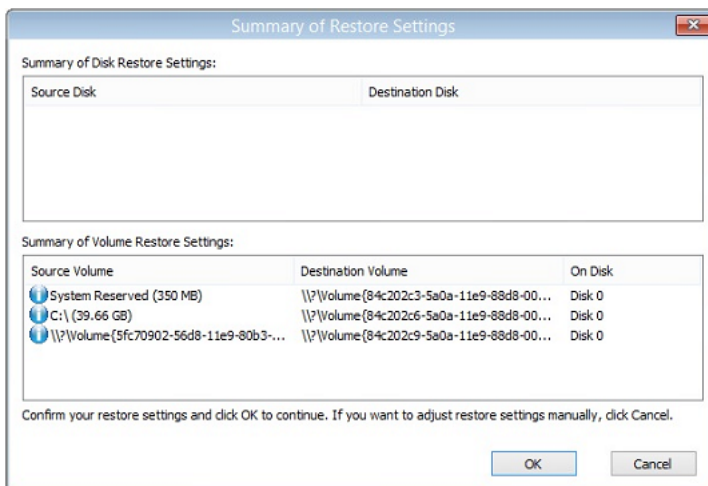 Summary of Restore Settings
Summary of Disk Restore Settings:
Source Disk Destination Disk
Summary of Volume Restore Settings:
Source Volume Destination Volume On Disk
System Reserved (350 MB) \\?\Volume{84c202c3-5a0a-11e9-88d8-00... Disk 0
C:\ (39.66 GB) \\?\Volume{84c202c6-5a0a-11e9-88d8-00... Disk 0
\\?\Volume{5fc70902-56d8-11e9-80b3-... \\?\Volume{84c202c9-5a0a-11e9-88d8-00... Disk 0
Confirm your restore settings and click OK to continue. If you want to adjust restore settings manually, click Cancel.
OK Cancel